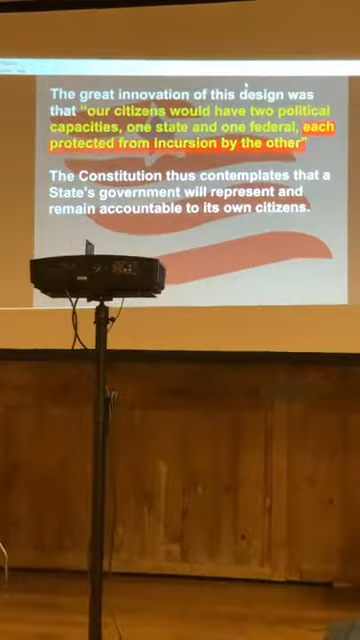 The great innovation of this design was
that "our citizens would have two political
capacities, one state and one federal, each
protected from incursion by the other"
The Constitution thus contemplates that a
State's government will represent and
remain accountable to its own citizens.